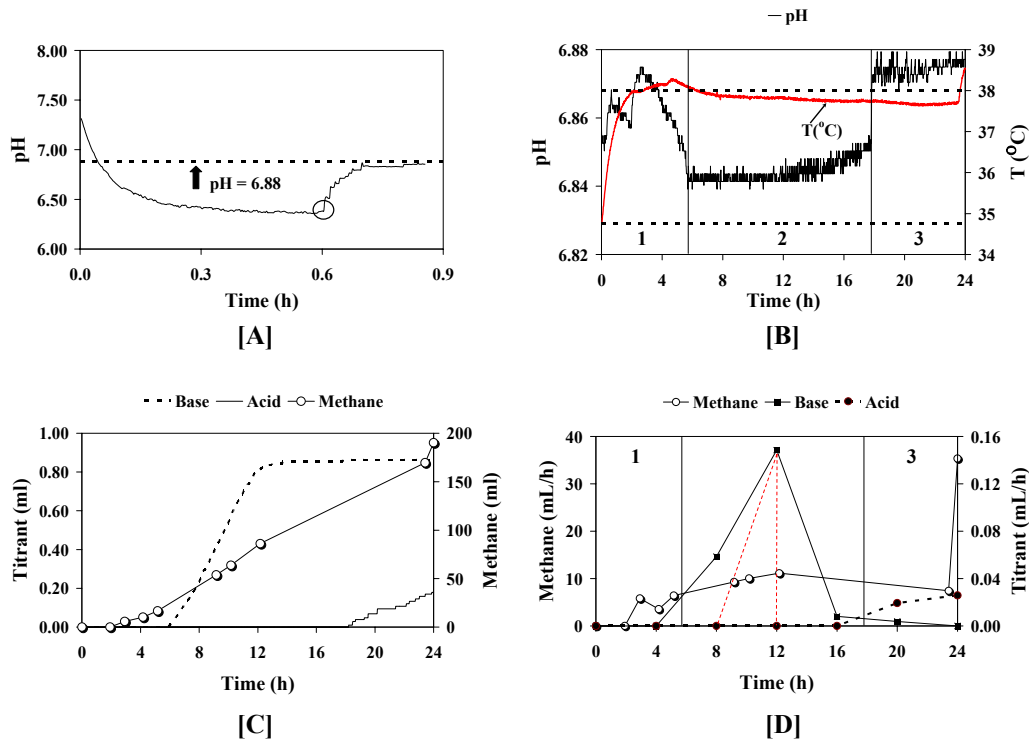 pH
8.00
7.50
7.00
6.50
6.00
pH
pH = 6.88
0.0 0.3 0.6 0.9
Time (h)
[A]
6.88
6.86
6.84
6.82
pH
T(°C)
1 2 3
39
38
37
36
35
34
T (°C)
0 4 8 12 16 20 24
Time (h)
[B]
Base Acid Methane
1.00
0.80
0.60
0.40
0.20
0.00
Titrant (ml)
200
150
100
50
0
Methane (ml)
0 4 8 12 16 20 24
Time (h)
[C]
Methane Base Acid
40
30
20
10
0
Methane (mL/h)
1 3
0.16
0.12
0.08
0.04
0.00
Titrant (mL/h)
0 4 8 12 16 20 24
Time (h)
[D]